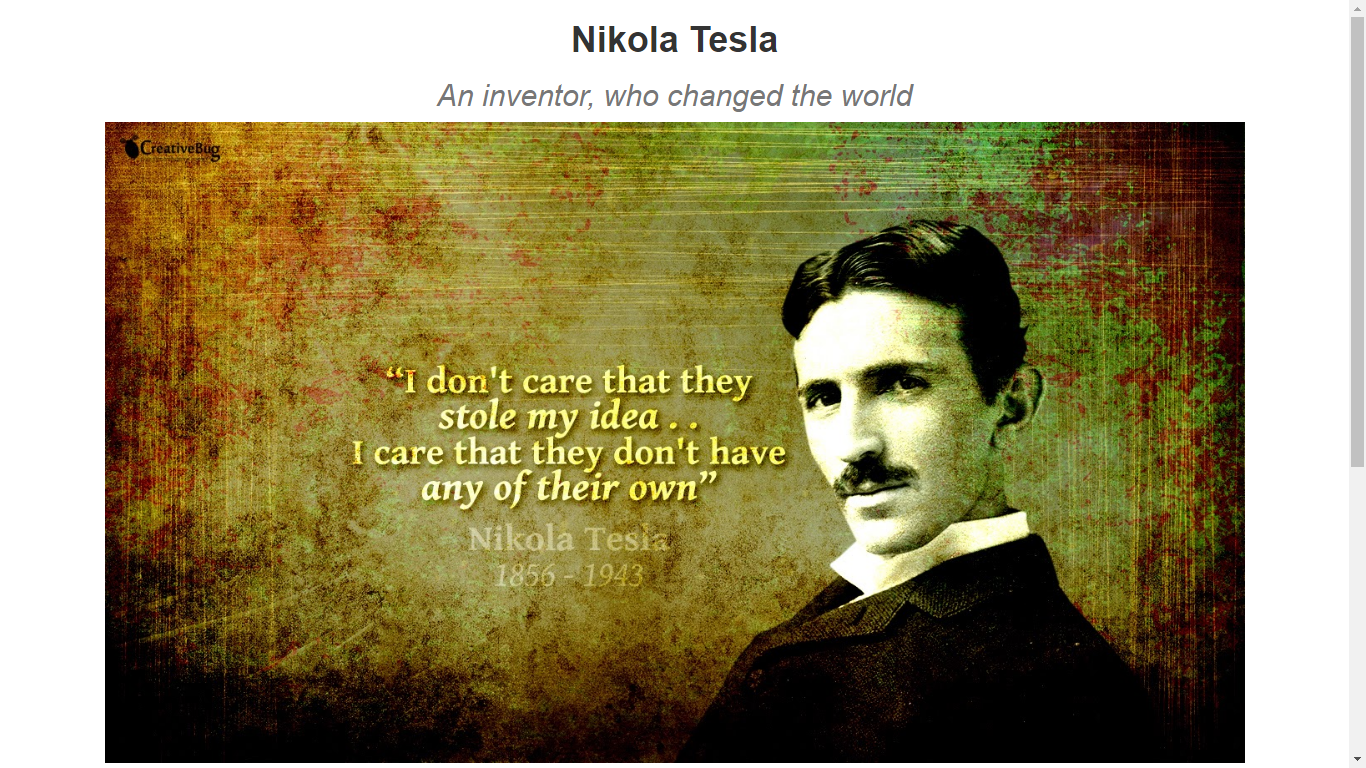 Nikola Tesla
An inventor, who changed the world
CreativeBug
“I don't care that they
stole my idea . .
I care that they don't have
any of their own”
Nikola Tesla
1856 - 1943